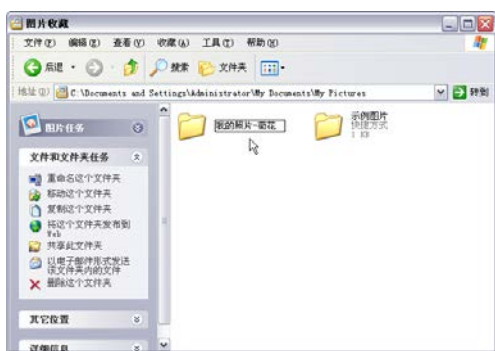 图片收藏
文件(F) 编辑(E) 查看(V) 收藏(A) 工具(T) 帮助(H)
后退 搜索 文件夹
地址(D) C:\Documents and Settings\Administrator\My Documents\My Pictures 转到
图片任务
文件和文件夹任务
重命名这个文件夹
移动这个文件夹
复制这个文件夹
将这个文件夹发布到
Web
共享此文件夹
以电子邮件形式发送
该文件夹内的文件
删除这个文件夹
其它位置
详细信息
我的照片-菊花
示例图片
快捷方式
1 KB